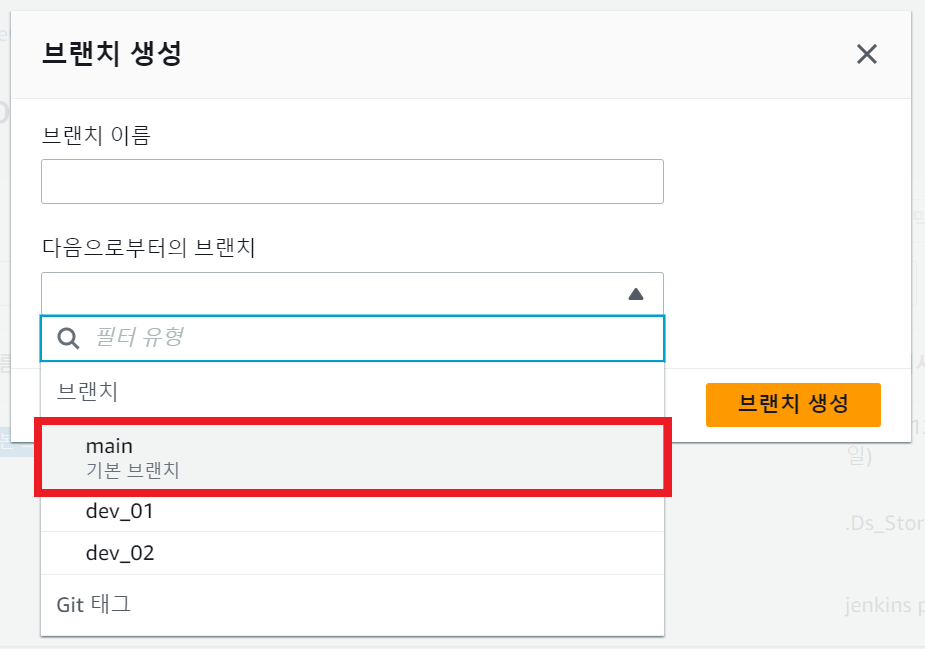 브랜치 생성
브랜치 이름
다음으로부터의 브랜치
필터 유형
브랜치
브랜치 생성
main
기본 브랜치
일)
dev_01
.Ds_Stor
dev_02
Git 태그
jenkins p